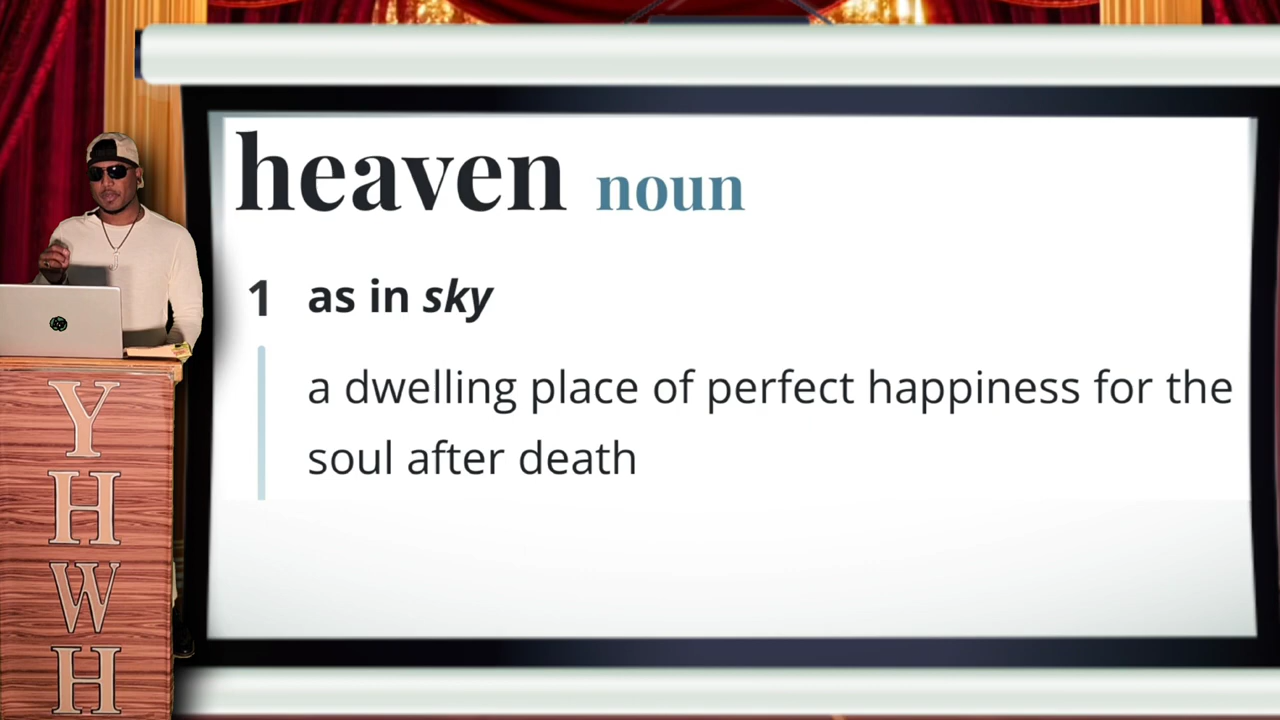 heaven noun
1 as in sky
a dwelling place of perfect happiness for the
soul after death
Y
H
W
H